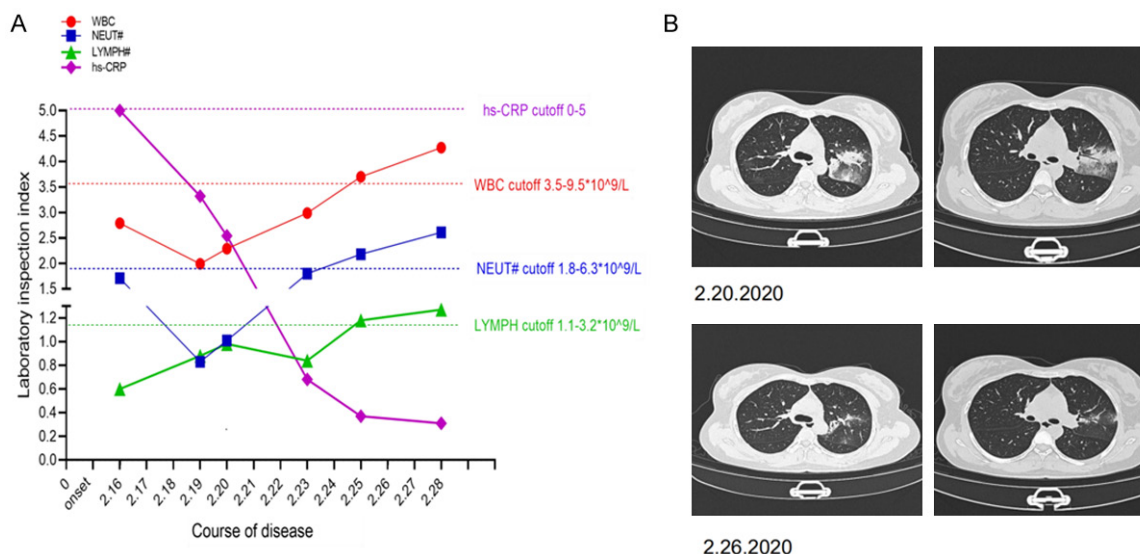 A
WBC
NEUT#
LYMPH#
hs-CRP
Laboratory inspection index
5.0
4.5
4.0
3.5
3.0
2.5
2.0
1.5
1.2
1.0
0.8
0.6
0.4
0.2
0.0
hs-CRP cutoff 0-5
WBC cutoff 3.5-9.5*10^9/L
NEUT# cutoff 1.8-6.3*10^9/L
LYMPH cutoff 1.1-3.2*10^9/L
0
onset
2.16
2.17
2.18
2.19
2.20
2.21
2.22
2.23
2.24
2.25
2.26
2.27
2.28
Course of disease
B
2.20.2020
2.26.2020